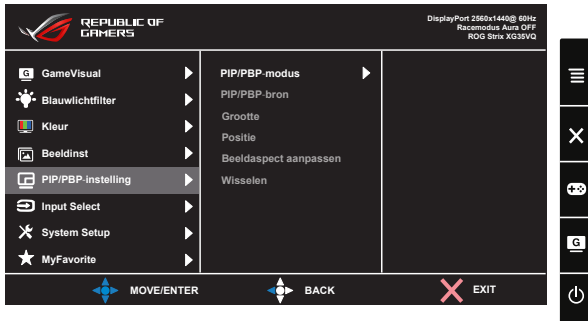 REPUBLIC OF
GAMERS
DisplayPort 2560x1440@ 60Hz
Racemodus Aura OFF
ROG Strix XG35VQ
G GameVisual
Blauwlichtfilter
Kleur
Beeldinst
PIP/PBP-instelling
Input Select
System Setup
MyFavorite
PIP/PBP-modus
PIP/PBP-bron
Grootte
Positie
Beeldaspect aanpassen
Wisselen
MOVE/ENTER
BACK
EXIT
G